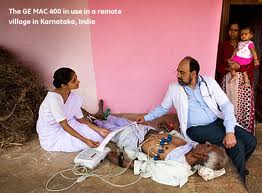 The GE MAC 400 in use in a remote
village in Karnataka, India